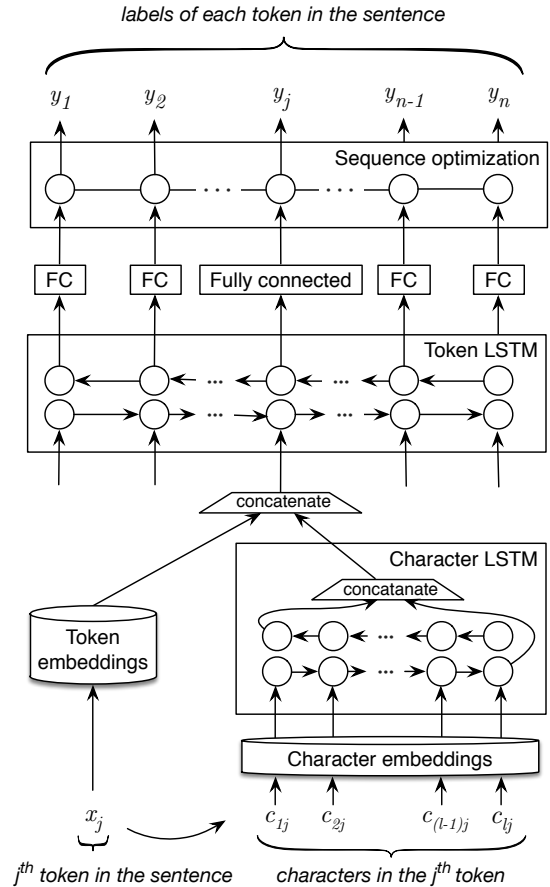 labels of each token in the sentence
y1 y2 yj yn-1 yn
Sequence optimization
... ...
FC FC Fully connected FC FC
Token LSTM
... ...
... ...
concatenate
Character LSTM
concatanate
Token
embeddings
...
...
Character embeddings
xj c1j c2j c(l-1)j clj
jth token in the sentence characters in the jth token